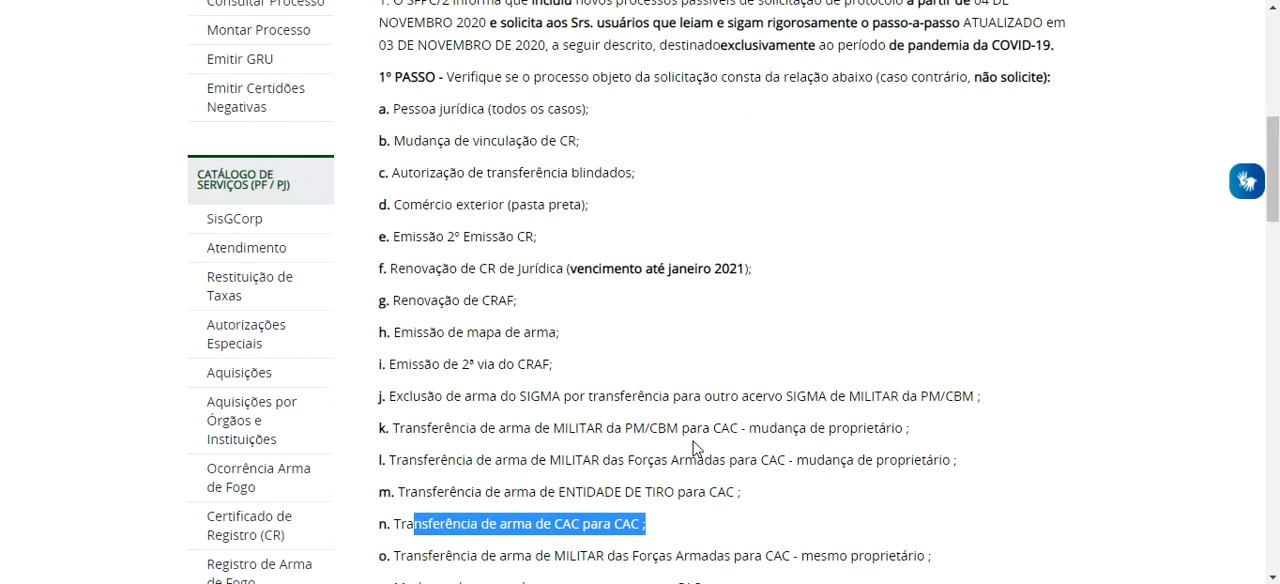 Consultar Processo
Montar Processo
Emitir GRU
Emitir Certidões
Negativas
CATÁLOGO DE
SERVIÇOS (PF / PJ)
SisGCorp
Atendimento
Restituição de
Taxas
Autorizações
Especiais
Aquisições
Aquisições por
Órgãos e
Instituições
Ocorrência Arma
de Fogo
Certificado de
Registro (CR)
Registro de Arma
de Fogo
1. O SFPC/2 informa que incluiu novos processos passíveis de solicitação de protocolo a partir de 04 DE
NOVEMBRO 2020 e solicita aos Srs. usuários que leiam e sigam rigorosamente o passo-a-passo ATUALIZADO em
03 DE NOVEMBRO DE 2020, a seguir descrito, destinadoexclusivamente ao período de pandemia da COVID-19.
1º PASSO - Verifique se o processo objeto da solicitação consta da relação abaixo (caso contrário, não solicite):
a. Pessoa jurídica (todos os casos);
b. Mudança de vinculação de CR;
c. Autorização de transferência blindados;
d. Comércio exterior (pasta preta);
e. Emissão 2º Emissão CR;
f. Renovação de CR de Jurídica (vencimento até janeiro 2021);
g. Renovação de CRAF;
h. Emissão de mapa de arma;
i. Emissão de 2ª via do CRAF;
j. Exclusão de arma do SIGMA por transferência para outro acervo SIGMA de MILITAR da PM/CBM ;
k. Transferência de arma de MILITAR da PM/CBM para CAC - mudança de proprietário ;
l. Transferência de arma de MILITAR das Forças Armadas para CAC - mudança de proprietário ;
m. Transferência de arma de ENTIDADE DE TIRO para CAC ;
n. Transferência de arma de CAC para CAC ;
o. Transferência de arma de MILITAR das Forças Armadas para CAC - mesmo proprietário ;